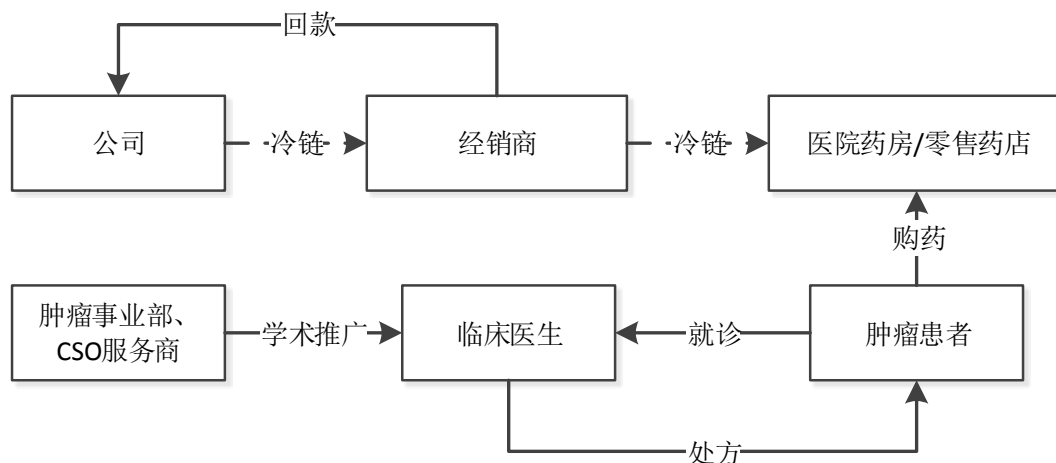 回款
公司
冷链
经销商
冷链
医院药房/零售药店
购药
肿瘤事业部、
CSO服务商
学术推广
临床医生
就诊
肿瘤患者
处方